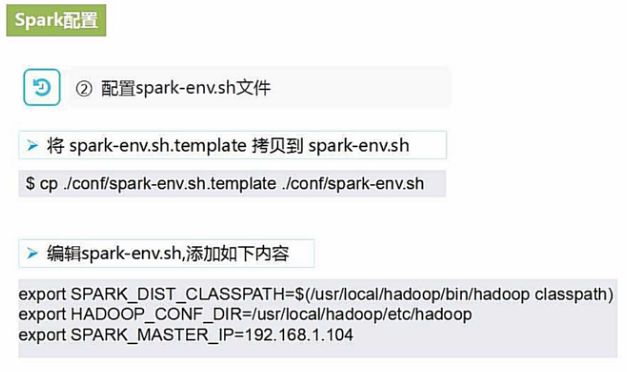 Spark配置
② 配置spark-env.sh文件
➢ 将 spark-env.sh.template 拷贝到 spark-env.sh
$ cp ./conf/spark-env.sh.template ./conf/spark-env.sh
➢ 编辑spark-env.sh,添加如下内容
export SPARK_DIST_CLASSPATH=$(/usr/local/hadoop/bin/hadoop classpath)
export HADOOP_CONF_DIR=/usr/local/hadoop/etc/hadoop
export SPARK_MASTER_IP=192.168.1.104